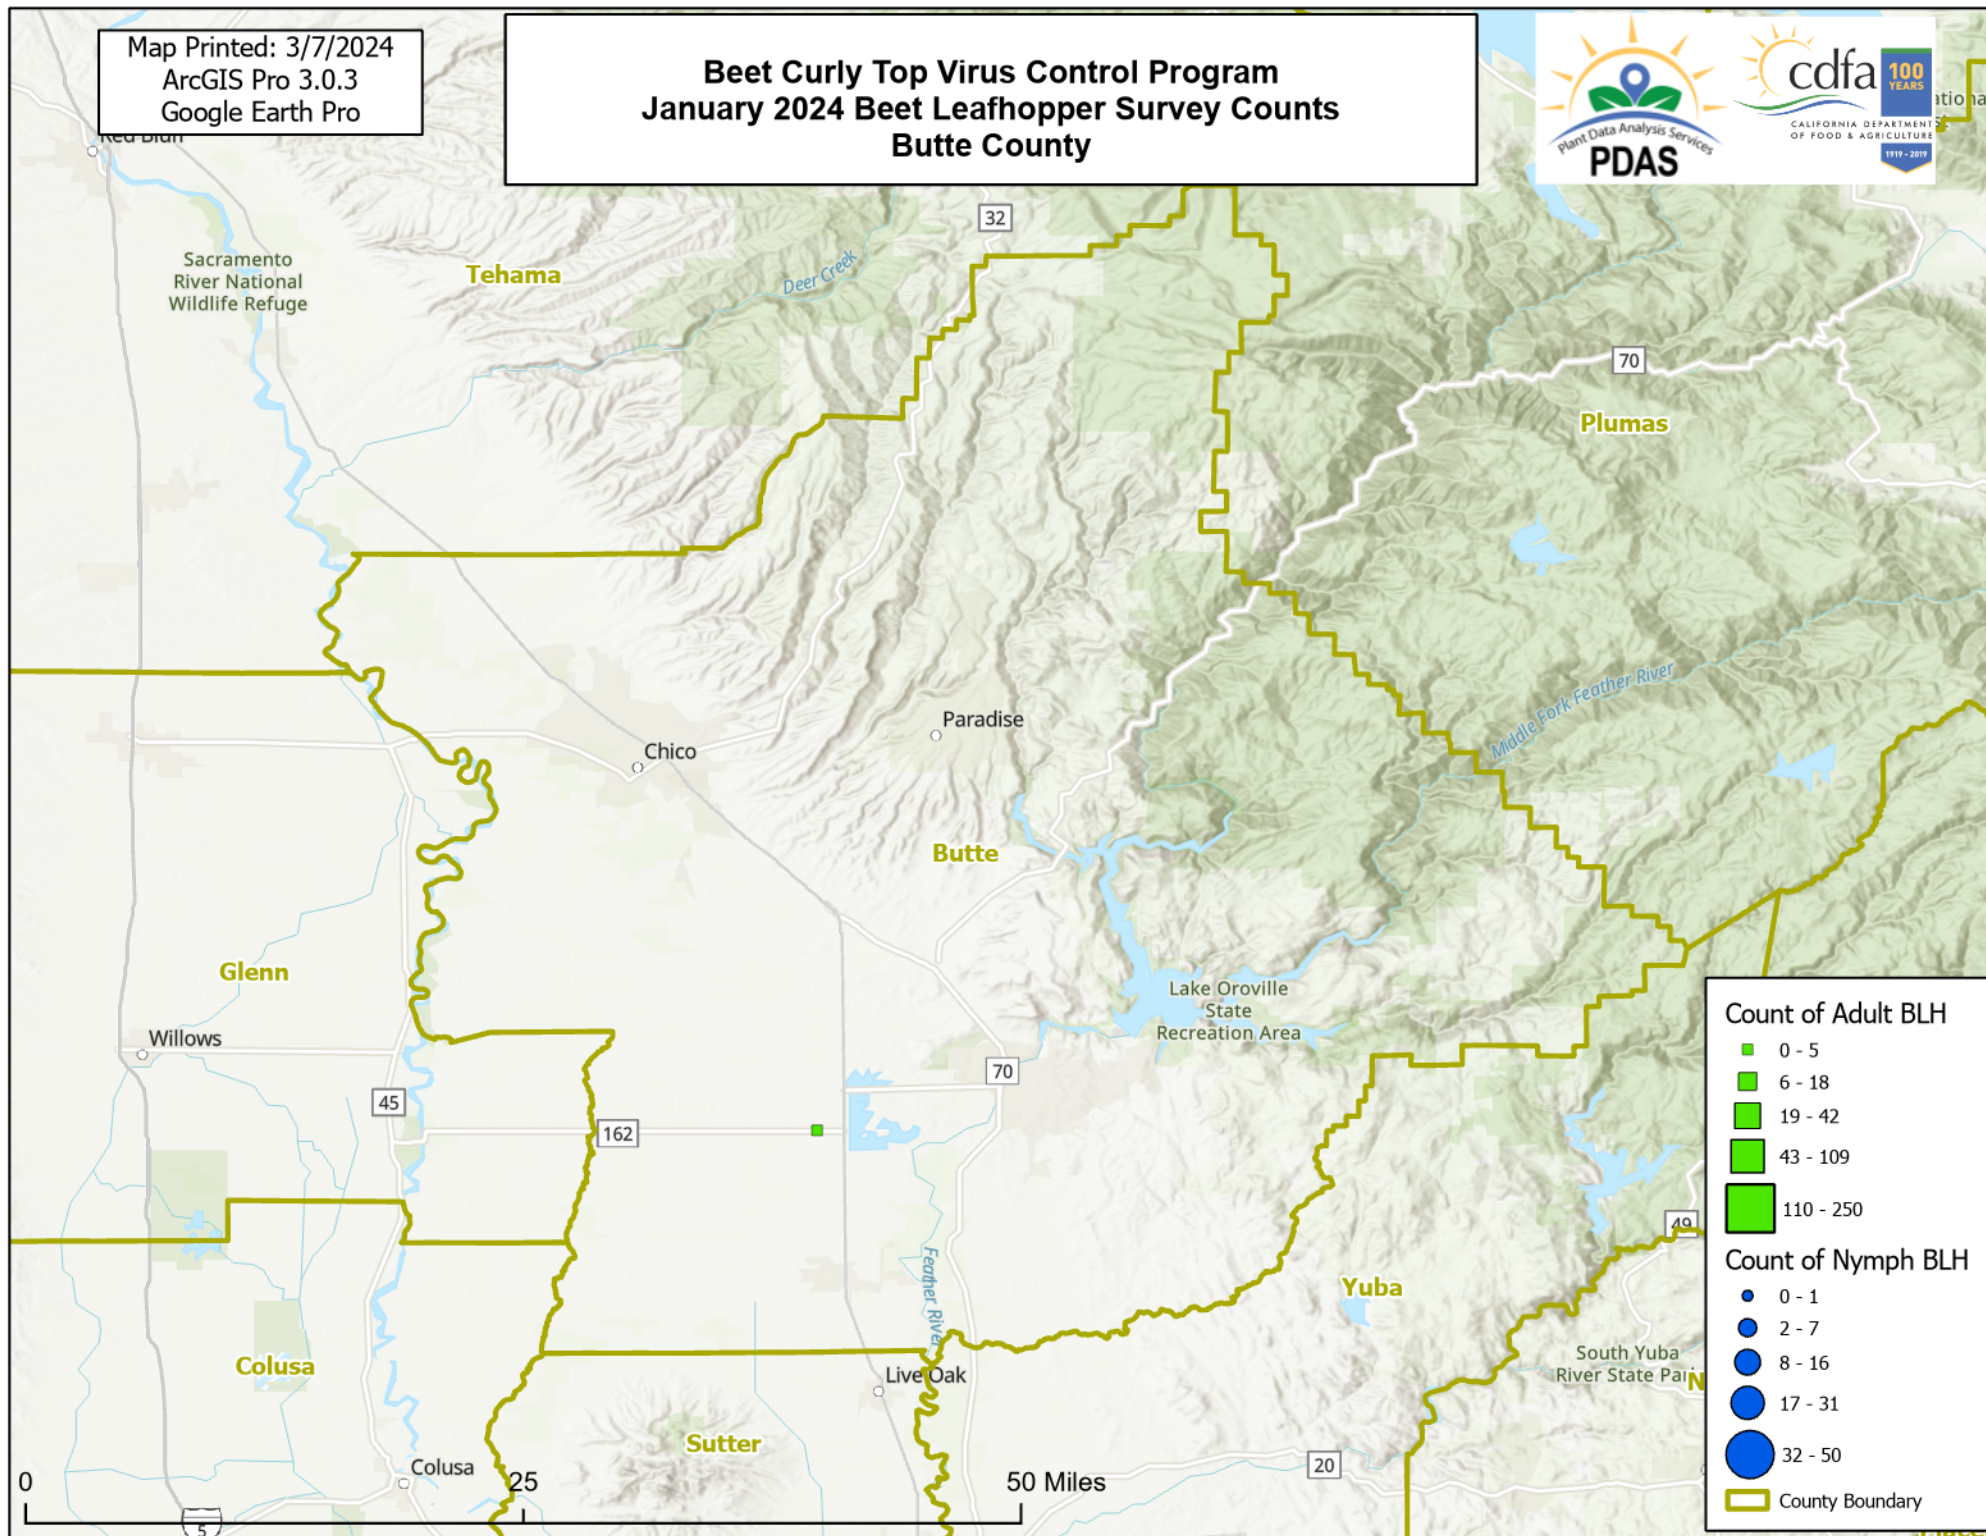 Map Printed: 3/7/2024
ArcGIS Pro 3.0.3
Google Earth Pro
Beet Curly Top Virus Control Program
January 2024 Beet Leafhopper Survey Counts
Butte County
Plant Data Analysis Services
PDAS
cdfa
100
YEARS
CALIFORNIA DEPARTMENT
OF FOOD & AGRICULTURE
1919 - 2019
Red Bluff
32
Sacramento
River National
Wildlife Refuge
Tehama
Deer Creek
70
Plumas
Middle Fork Feather River
Paradise
Chico
Butte
Glenn
Lake Oroville
State
Recreation Area
Willows
70
45
162
49
Feather River
Yuba
South Yuba
River State Par
N
Live Oak
Colusa
Sutter
Colusa
20
5
0
25
50 Miles
Count of Adult BLH
0 - 5
6 - 18
19 - 42
43 - 109
110 - 250
Count of Nymph BLH
0 - 1
2 - 7
8 - 16
17 - 31
32 - 50
County Boundary